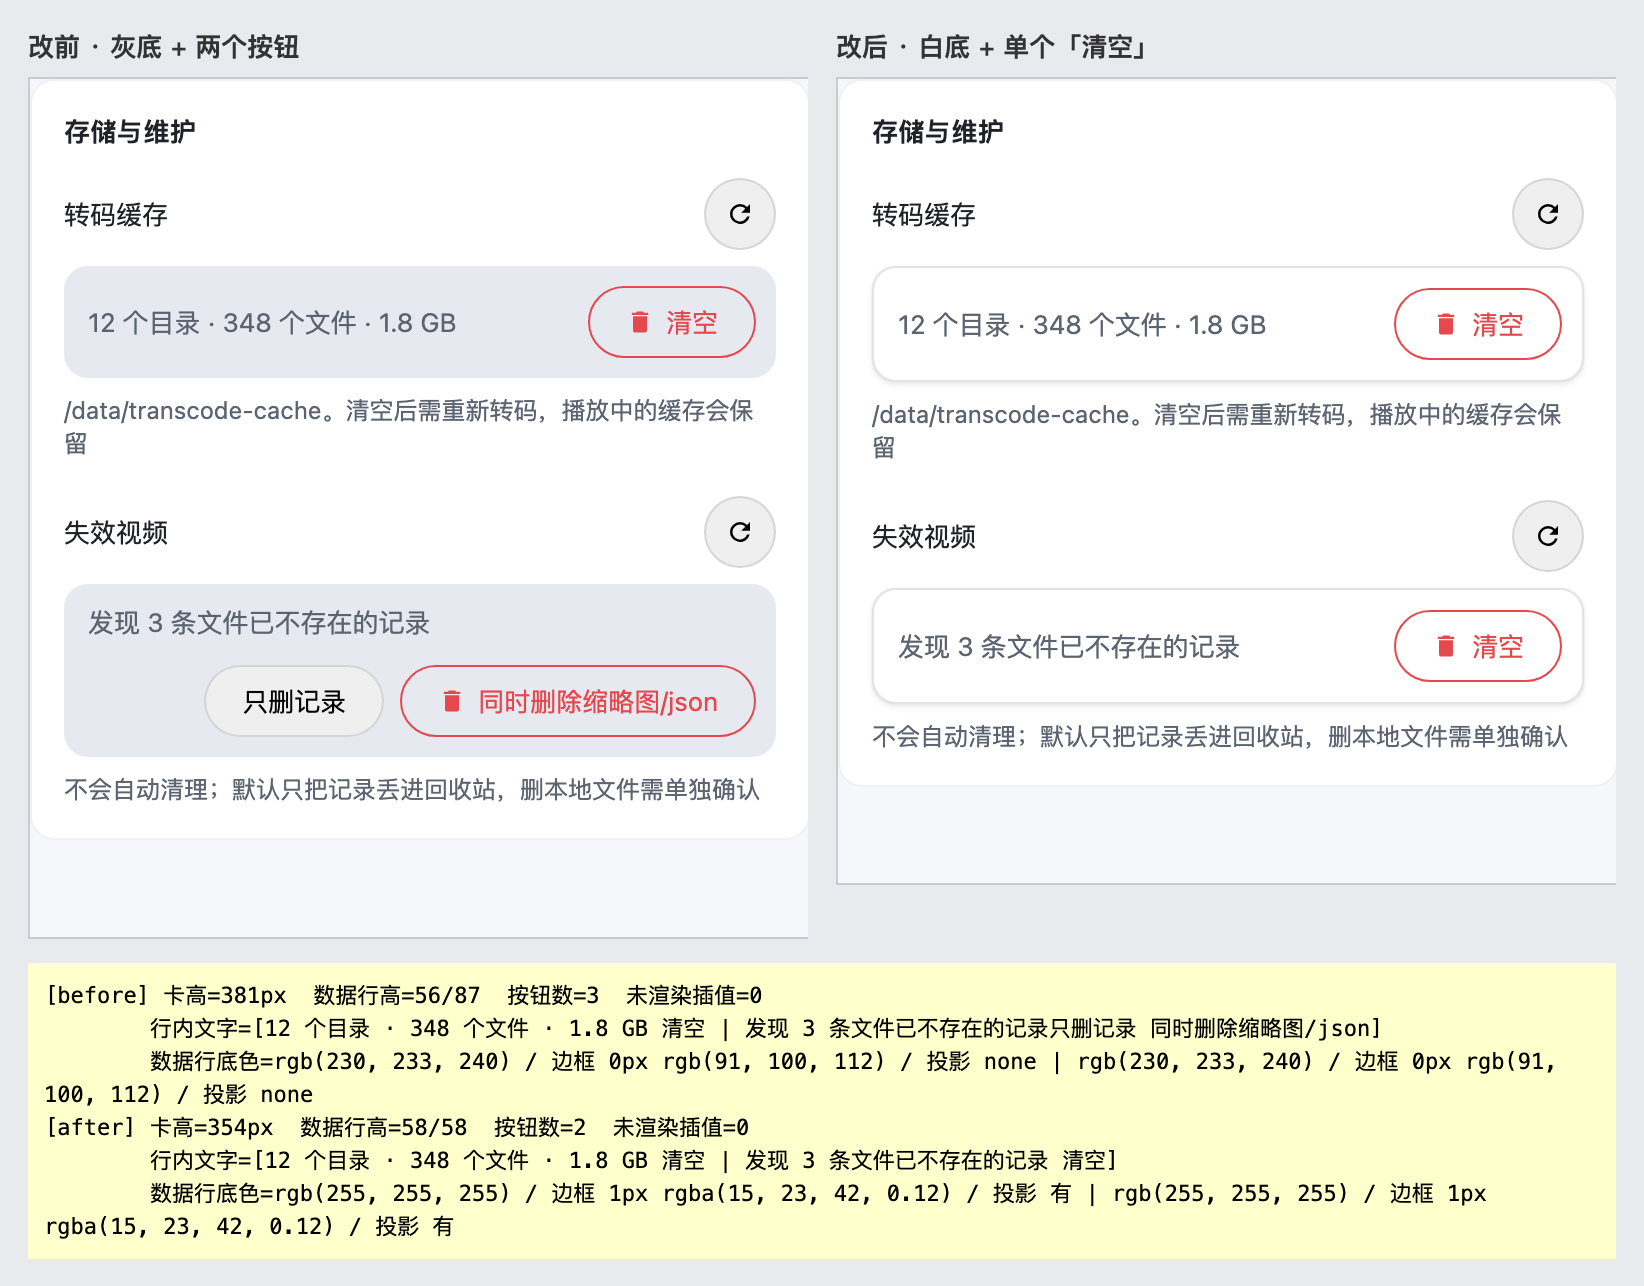 改前 · 灰底 + 两个按钮
存储与维护
转码缓存
12 个目录 · 348 个文件 · 1.8 GB
清空
/data/transcode-cache。清空后需重新转码，播放中的缓存会保
留
失效视频
发现 3 条文件已不存在的记录
只删记录
同时删除缩略图/json
不会自动清理；默认只把记录丢进回收站，删本地文件需单独确认
改后 · 白底 + 单个「清空」
存储与维护
转码缓存
12 个目录 · 348 个文件 · 1.8 GB
清空
/data/transcode-cache。清空后需重新转码，播放中的缓存会保
留
失效视频
发现 3 条文件已不存在的记录
清空
不会自动清理；默认只把记录丢进回收站，删本地文件需单独确认
[before] 卡高=381px  数据行高=56/87  按钮数=3  未渲染插值=0
行内文字=[12 个目录 · 348 个文件 · 1.8 GB 清空 | 发现 3 条文件已不存在的记录只删记录 同时删除缩略图/json]
数据行底色=rgb(230, 233, 240) / 边框 0px rgb(91, 100, 112) / 投影 none | rgb(230, 233, 240) / 边框 0px rgb(91,
100, 112) / 投影 none
[after] 卡高=354px  数据行高=58/58  按钮数=2  未渲染插值=0
行内文字=[12 个目录 · 348 个文件 · 1.8 GB 清空 | 发现 3 条文件已不存在的记录 清空]
数据行底色=rgb(255, 255, 255) / 边框 1px rgba(15, 23, 42, 0.12) / 投影 有 | rgb(255, 255, 255) / 边框 1px
rgba(15, 23, 42, 0.12) / 投影 有